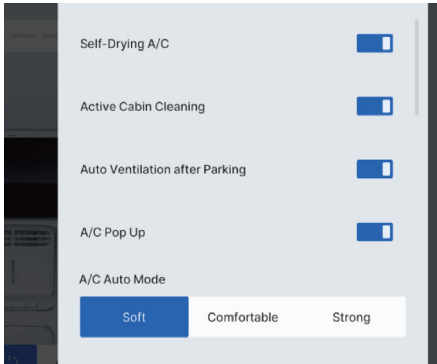 Self-Drying A/C
Active Cabin Cleaning
Auto Ventilation after Parking
A/C Pop Up
A/C Auto Mode
Soft Comfortable Strong